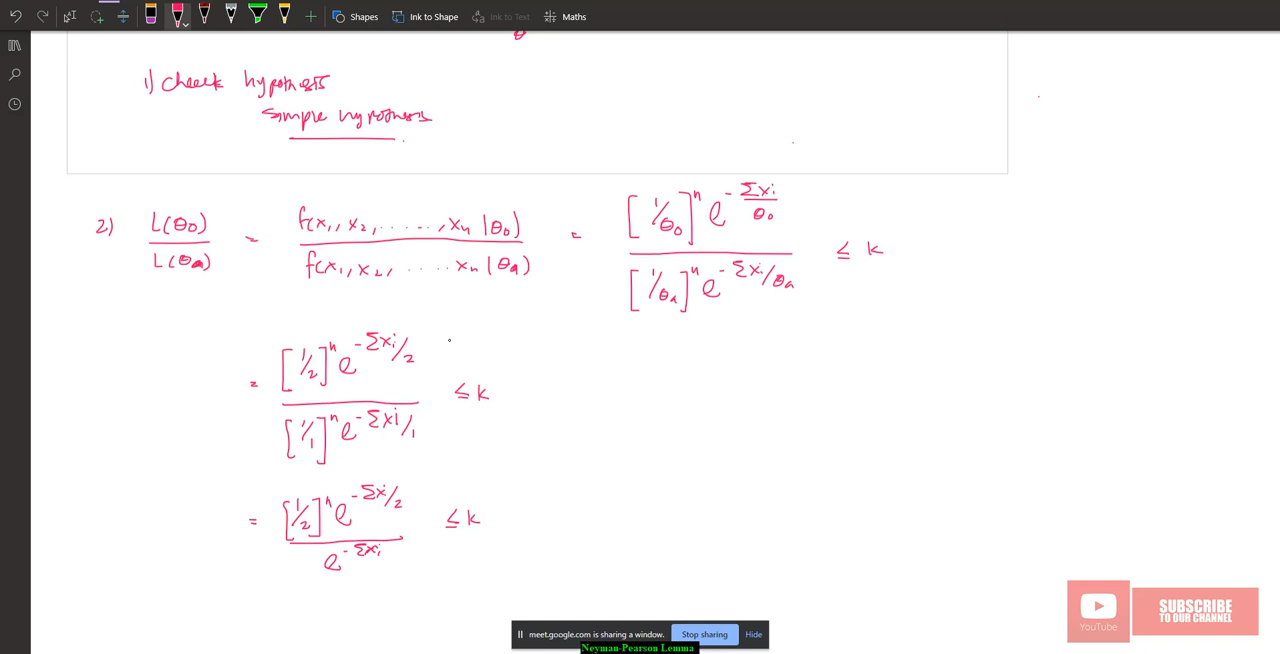 Shapes Ink to Shape Ink to Text Maths
θ
1) Check hypothesis
Simple hypothesis
2) L(θ₀) / L(θₐ) = f(x₁, x₂, ......, xₙ | θ₀) / f(x₁, x₂, .... xₙ | θₐ) = [1/θ₀]ⁿ e^(-Σxi/θ₀) / [1/θₐ]ⁿ e^(-Σxi/θₐ) ≤ k
= [1/2]ⁿ e^(-Σxi/2) / [1/1]ⁿ e^(-Σxi/1) ≤ k
= [1/2]ⁿ e^(-Σxi/2) / e^(-Σxi) ≤ k
YouTube
SUBSCRIBE
TO OUR CHANNEL
meet.google.com is sharing a window. Stop sharing Hide
Neyman-Pearson Lemma